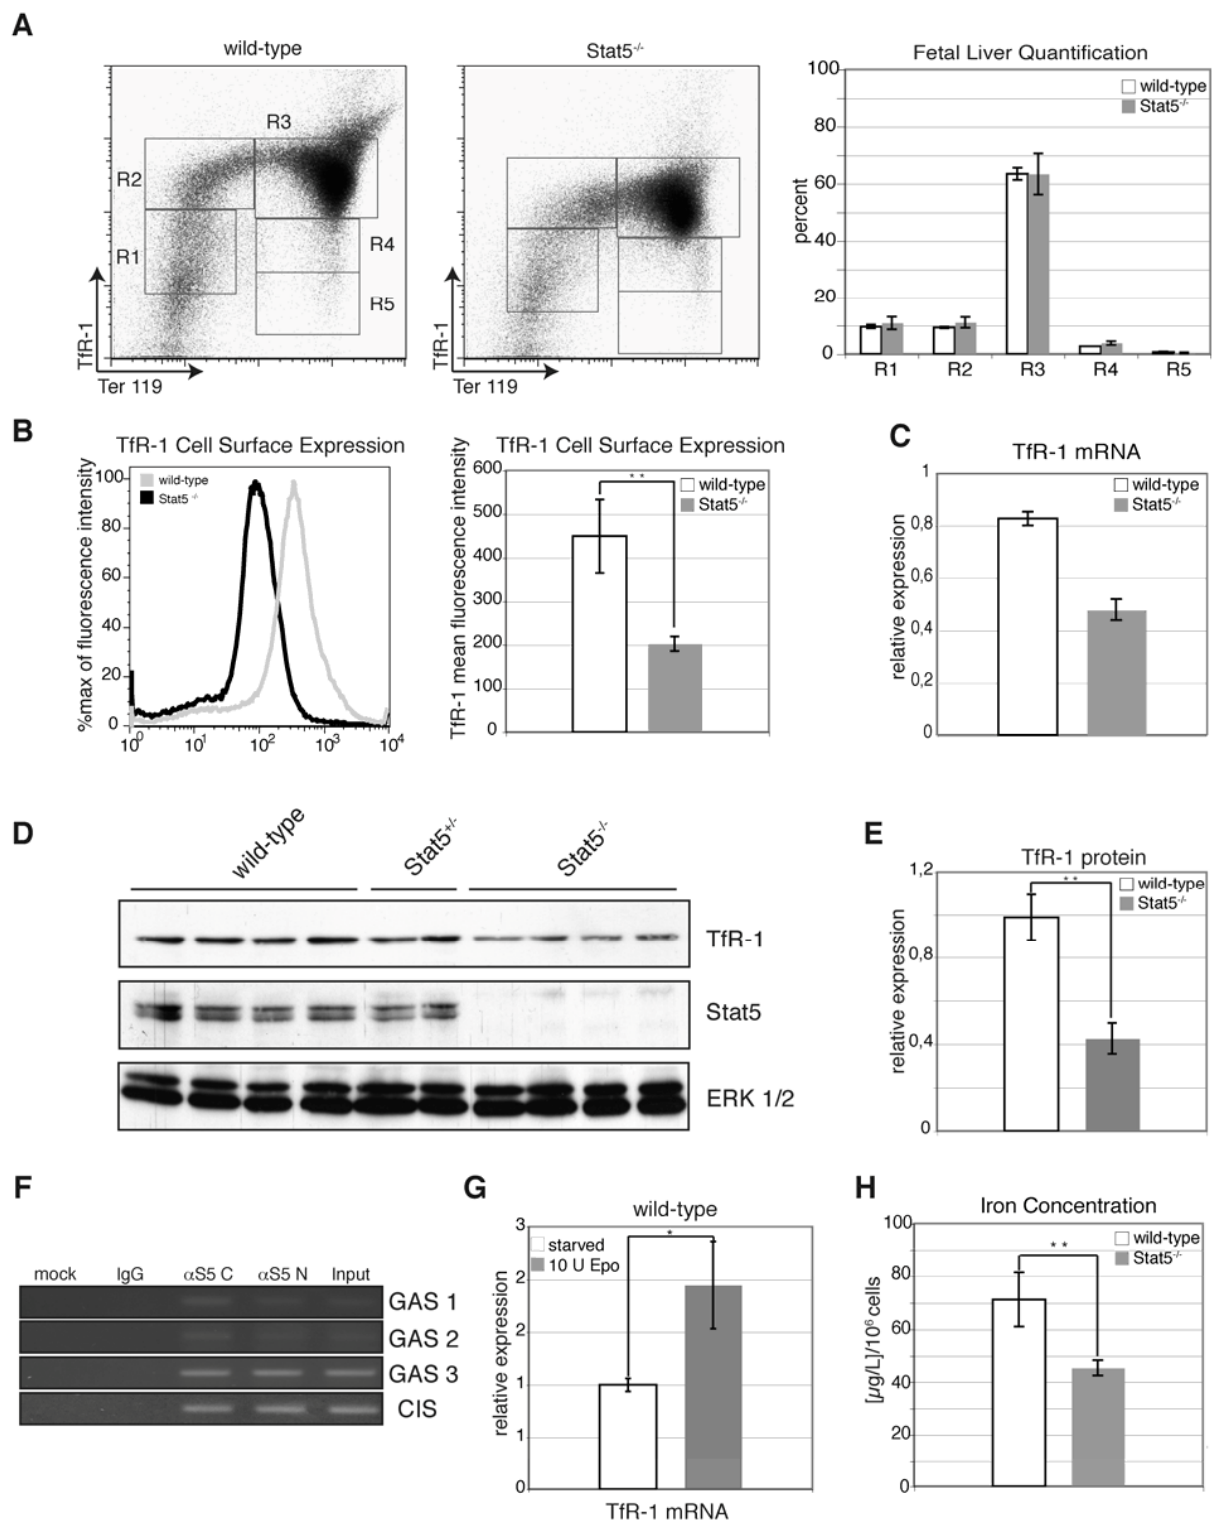 A
wild-type
Stat5-/-
Fetal Liver Quantification
R3
R2
R1
R4
R5
TfR-1
Ter 119
TfR-1
Ter 119
100
80
60
40
20
0
percent
wild-type
Stat5-/-
R1 R2 R3 R4 R5
B
TfR-1 Cell Surface Expression
%max of fluorescence intensity
100
80
60
40
20
0
wild-type
Stat5 -/-
10^0 10^1 10^2 10^3 10^4
TfR-1 Cell Surface Expression
TfR-1 mean fluorescence intensity
600
500
400
300
200
100
0
**
wild-type
Stat5-/-
C
TfR-1 mRNA
relative expression
1
0,8
0,6
0,4
0,2
0
wild-type
Stat5-/-
D
wild-type
Stat5+/-
Stat5-/-
TfR-1
Stat5
ERK 1/2
E
TfR-1 protein
relative expression
1,2
0,8
0,4
0
**
wild-type
Stat5-/-
F
mock IgG αS5 C αS5 N Input
GAS 1
GAS 2
GAS 3
CIS
G
wild-type
relative expression
3
2
2
1
1
0
*
starved
10 U Epo
TfR-1 mRNA
H
Iron Concentration
[µg/L]/10^6 cells
100
80
60
40
20
0
**
wild-type
Stat5-/-